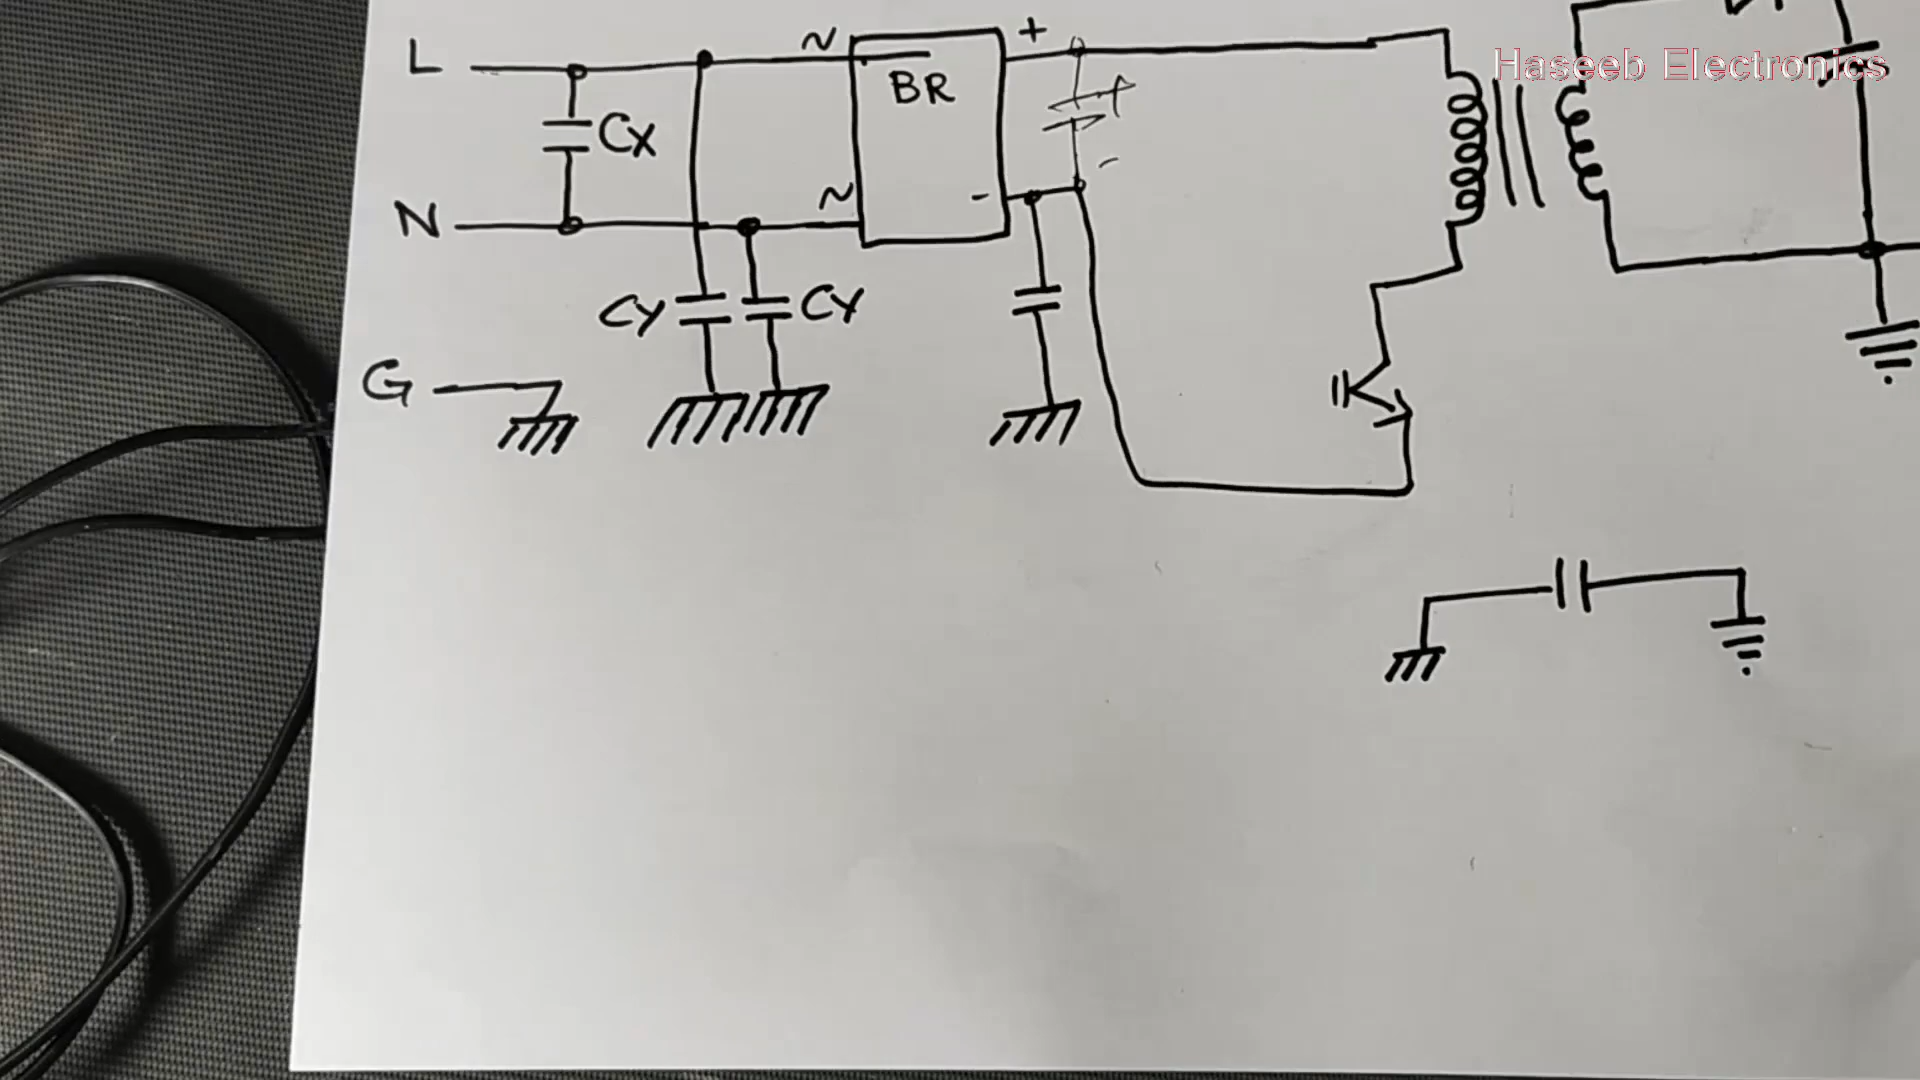 L
~
+
Haseeb Electronics
BR
Cx
+
N
~
-
-
Cy
Cy
G